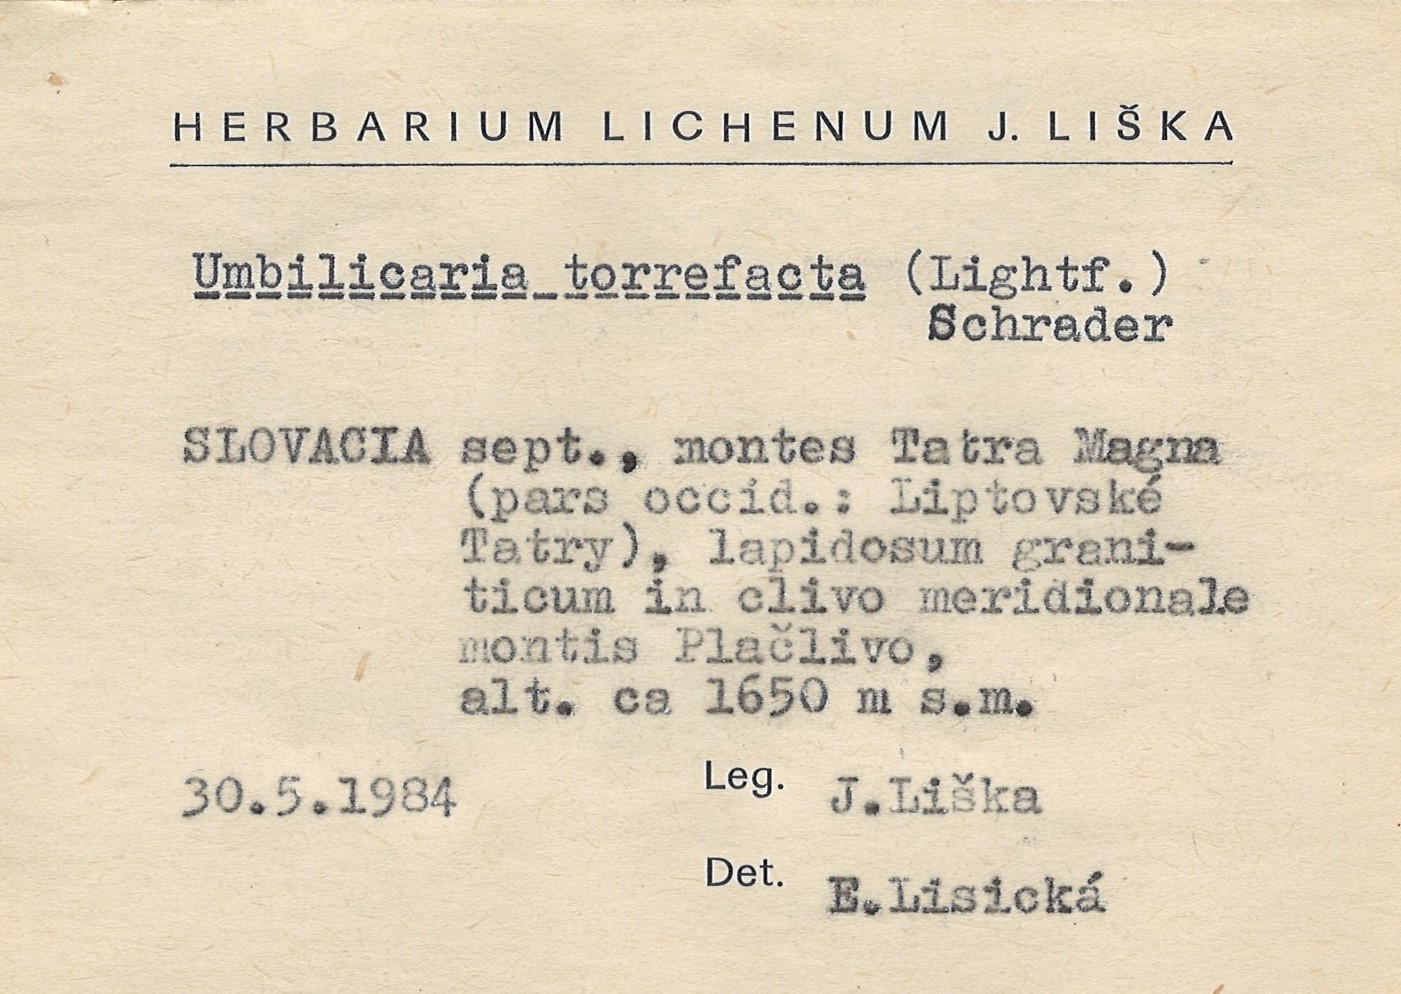 HERBARIUM LICHENUM J. LIŠKA
Umbilicaria torrefacta (Lightf.)
Schrader
SLOVACIA sept., montes Tatra Magna
(pars occid.: Liptovské
Tatry), lapidosum grani-
ticum in clivo meridionale
montis Plačlivo,
alt. ca 1650 m s.m.
30.5.1984 Leg. J.Liška
Det. E.Lisická